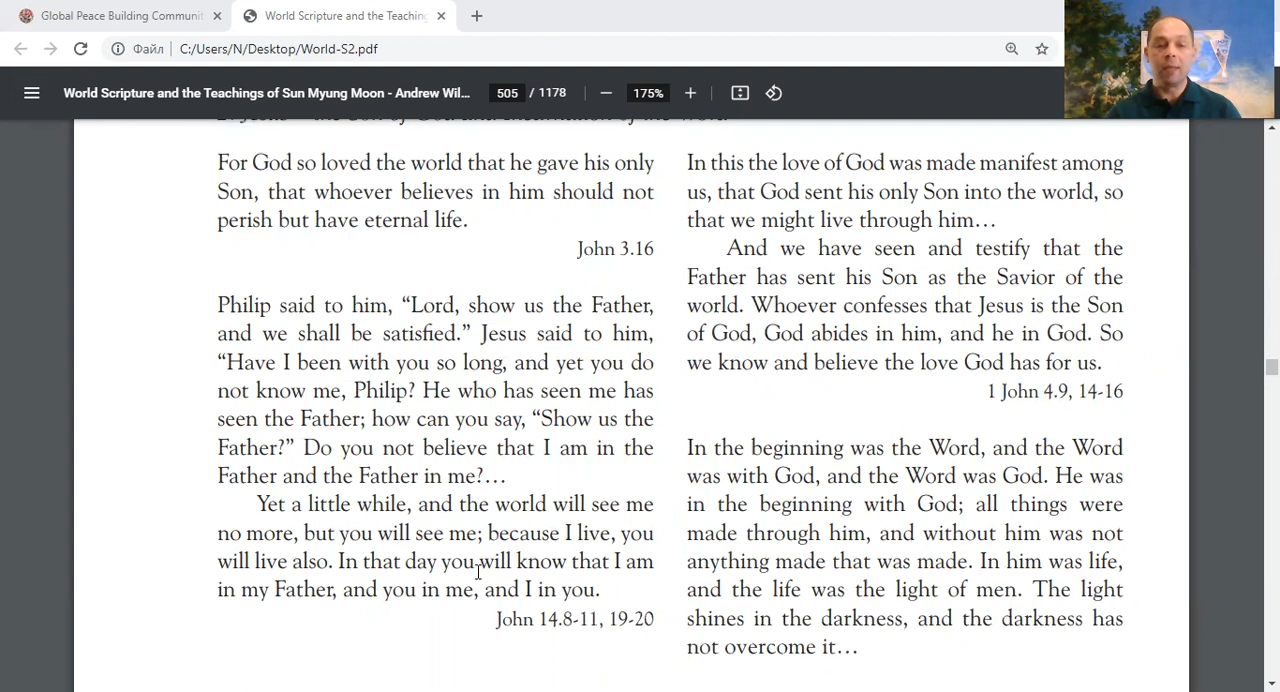 Global Peace Building Communit
World Scripture and the Teaching
Файл
C:/Users/N/Desktop/World-S2.pdf
World Scripture and the Teachings of Sun Myung Moon - Andrew Wil...
505 / 1178
175%
For God so loved the world that he gave his only
Son, that whoever believes in him should not
perish but have eternal life.
John 3.16
Philip said to him, “Lord, show us the Father,
and we shall be satisfied.” Jesus said to him,
“Have I been with you so long, and yet you do
not know me, Philip? He who has seen me has
seen the Father; how can you say, “Show us the
Father?” Do you not believe that I am in the
Father and the Father in me?…
Yet a little while, and the world will see me
no more, but you will see me; because I live, you
will live also. In that day you will know that I am
in my Father, and you in me, and I in you.
John 14.8-11, 19-20
In this the love of God was made manifest among
us, that God sent his only Son into the world, so
that we might live through him…
And we have seen and testify that the
Father has sent his Son as the Savior of the
world. Whoever confesses that Jesus is the Son
of God, God abides in him, and he in God. So
we know and believe the love God has for us.
1 John 4.9, 14-16
In the beginning was the Word, and the Word
was with God, and the Word was God. He was
in the beginning with God; all things were
made through him, and without him was not
anything made that was made. In him was life,
and the life was the light of men. The light
shines in the darkness, and the darkness has
not overcome it…